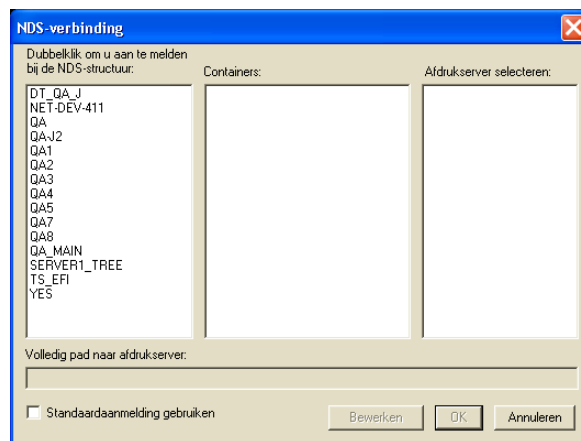 NDS-verbinding
Dubbelklik om u aan te melden
bij de NDS-structuur:
Containers:
Afdrukserver selecteren:
DT_QA_J
NET-DEV-411
QA
QA-J2
QA1
QA2
QA3
QA4
QA5
QA7
QA8
QA_MAIN
SERVER1_TREE
TS_EFI
YES
Volledig pad naar afdrukserver:
Standaardaanmelding gebruiken
Bewerken
OK
Annuleren